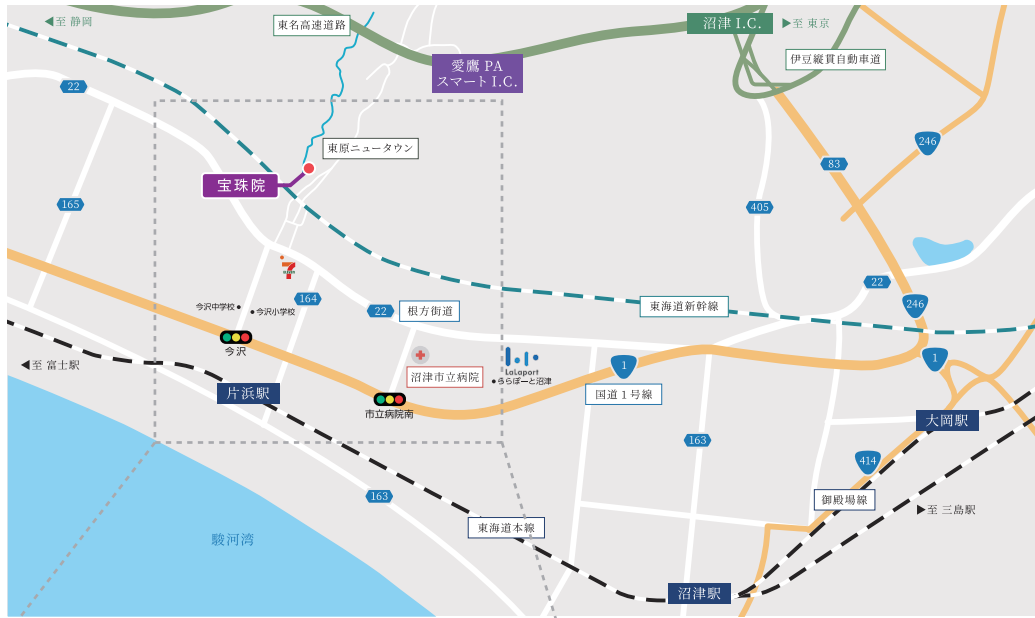 ◀至 静岡
東名高速道路
沼津 I.C.
▶至 東京
愛鷹 PA
スマート I.C.
伊豆縦貫自動車道
22
246
東原ニュータウン
83
宝珠院
165
405
22
7
ELEVEN
164
東海道新幹線
246
今沢中学校
今沢小学校
22
根方街道
今沢
◀至 富士駅
沼津市立病院
LaLaport
ららぽーと沼津
1
1
国道1号線
片浜駅
市立病院南
大岡駅
163
414
163
御殿場線
▶至 三島駅
東海道本線
駿河湾
沼津駅